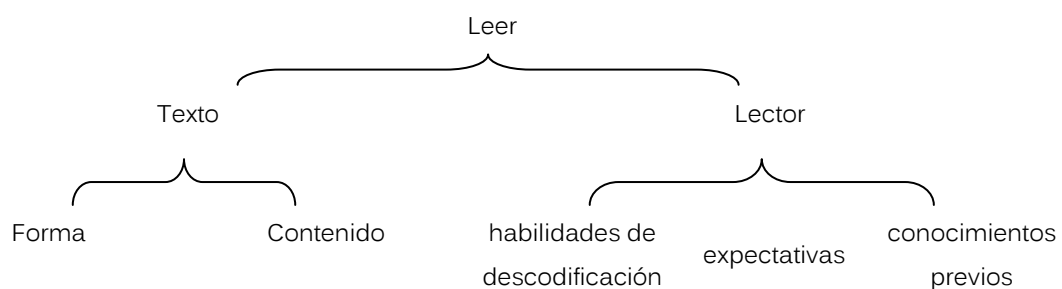 Leer
Texto
Lector
Forma
Contenido
habilidades de
descodificación
expectativas
conocimientos
previos